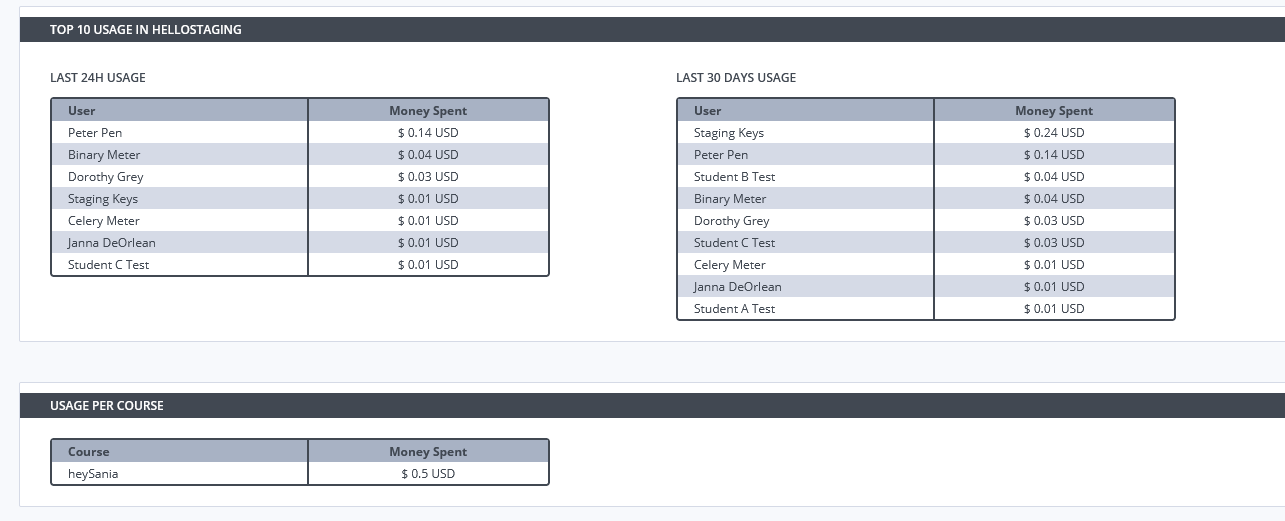 TOP 10 USAGE IN HELLOSTAGING
LAST 24H USAGE
User Money Spent
Peter Pen $ 0.14 USD
Binary Meter $ 0.04 USD
Dorothy Grey $ 0.03 USD
Staging Keys $ 0.01 USD
Celery Meter $ 0.01 USD
Janna DeOrlean $ 0.01 USD
Student C Test $ 0.01 USD
LAST 30 DAYS USAGE
User Money Spent
Staging Keys $ 0.24 USD
Peter Pen $ 0.14 USD
Student B Test $ 0.04 USD
Binary Meter $ 0.04 USD
Dorothy Grey $ 0.03 USD
Student C Test $ 0.03 USD
Celery Meter $ 0.01 USD
Janna DeOrlean $ 0.01 USD
Student A Test $ 0.01 USD
USAGE PER COURSE
Course Money Spent
heySania $ 0.5 USD